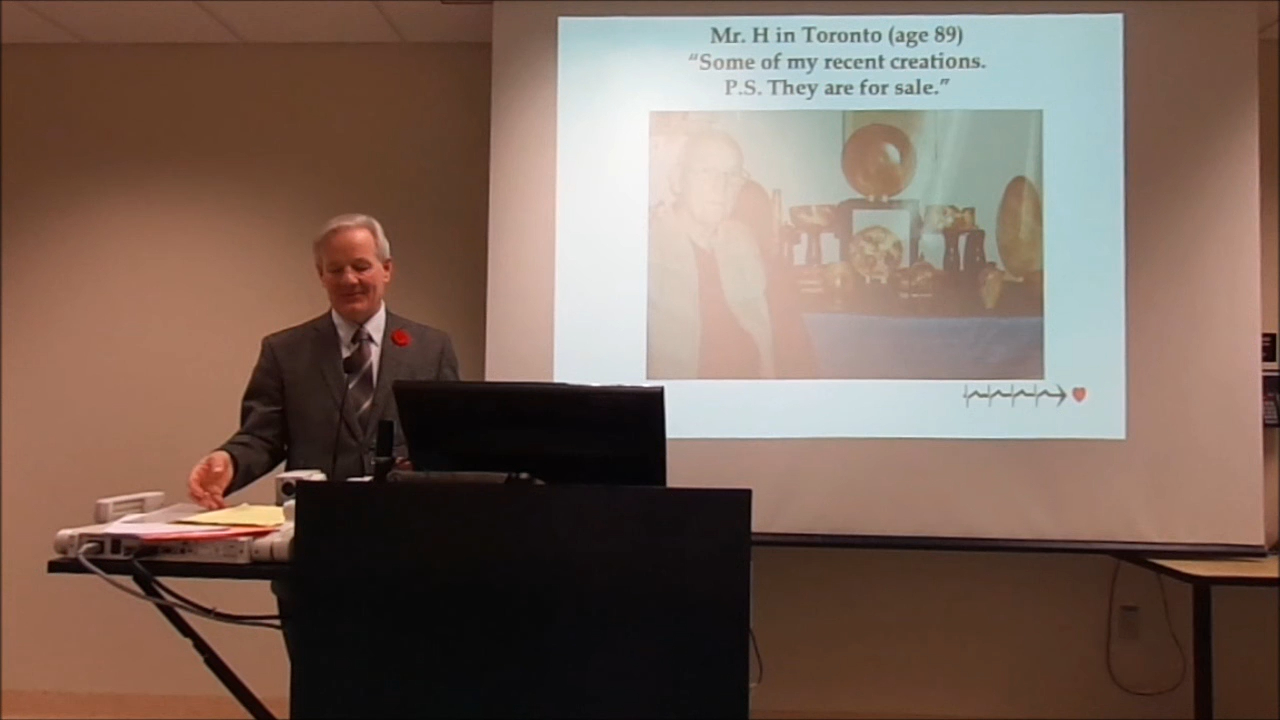 Mr. H in Toronto (age 89)
“Some of my recent creations.
P.S. They are for sale.”